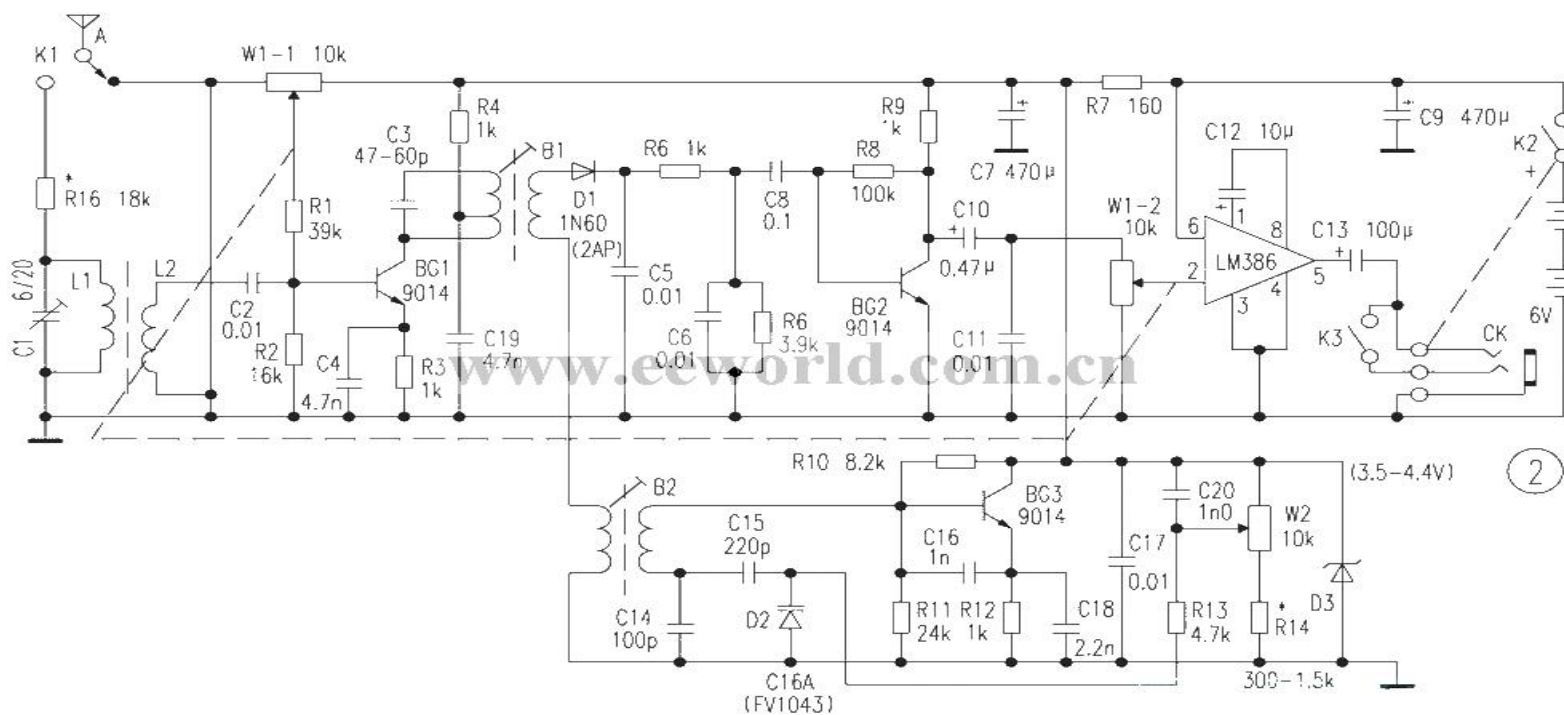 A
K1
W1-1 10k
R16 18k
*
6/20
C1
L1
L2
C2
0.01
R1
39k
R2
16k
C3
47-60p
BG1
9014
C4
4.7n
R3
1k
R4
1k
C19
4.7n
B1
D1
1N60
(2AP)
C5
0.01
R6 1k
C6
0.01
R6
3.9k
C8
0.1
R8
100k
R9
1k
BG2
9014
C7 470μ
+
C10
+
0.47μ
C11
0.01
R7 160
W1-2
10k
C12 10μ
+
6
1
8
LM386
2
3
4
5
C13 100μ
+
C9 470μ
+
K2
+
6V
K3
CK
www.eeworld.com.cn
B2
C14
100p
C15
220p
D2
C16A
(FV1043)
R10 8.2k
BG3
9014
C16
1n
R11
24k
R12
1k
C18
2.2n
C17
0.01
C20
1n0
R13
4.7k
W2
10k
*
R14
300-1.5k
D3
(3.5-4.4V)
2